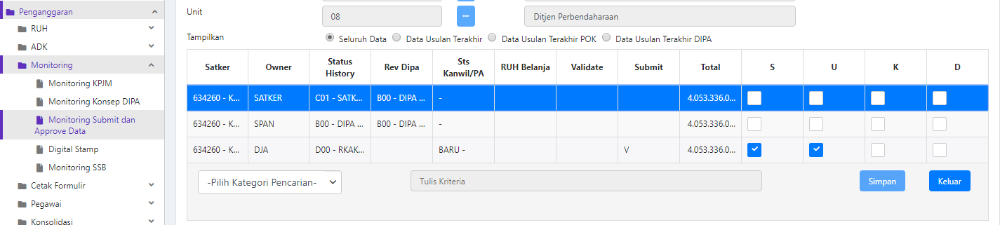 Penganggaran
RUH
ADK
Monitoring
Monitoring KPJM
Monitoring Konsep DIPA
Monitoring Submit dan
Approve Data
Digital Stamp
Monitoring SSB
Cetak Formulir
Pegawai
Konsolidasi
Unit 08 ... Ditjen Perbendaharaan
Tampilkan Seluruh Data Data Usulan Terakhir Data Usulan Terakhir POK Data Usulan Terakhir DIPA
Satker Owner Status History Rev Dipa Sts Kanwil/PA RUH Belanja Validate Submit Total S U K D
634260 - K... SATKER C01 - SATK... B00 - DIPA ... - 4.053.336.0...
634260 - K... SPAN B00 - DIPA ... B00 - DIPA ... - 4.053.336.0...
634260 - K... DJA D00 - RKAK... BARU - V 4.053.336.0...
-Pilih Kategori Pencarian- Tulis Kriteria Simpan Keluar